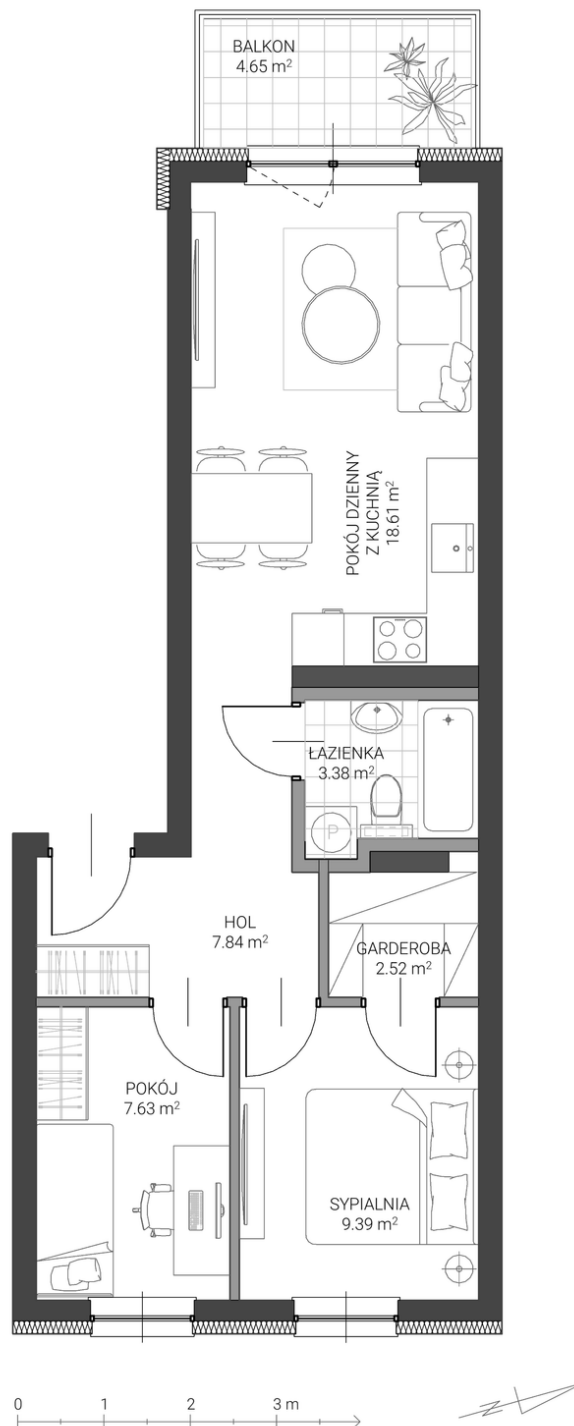 BALKON
4.65 m²
POKÓJ DZIENNY
Z KUCHNIĄ
18.61 m²
ŁAZIENKA
3.38 m²
P
HOL
7.84 m²
GARDEROBA
2.52 m²
POKÓJ
7.63 m²
SYPIALNIA
9.39 m²
0 1 2 3 m
N